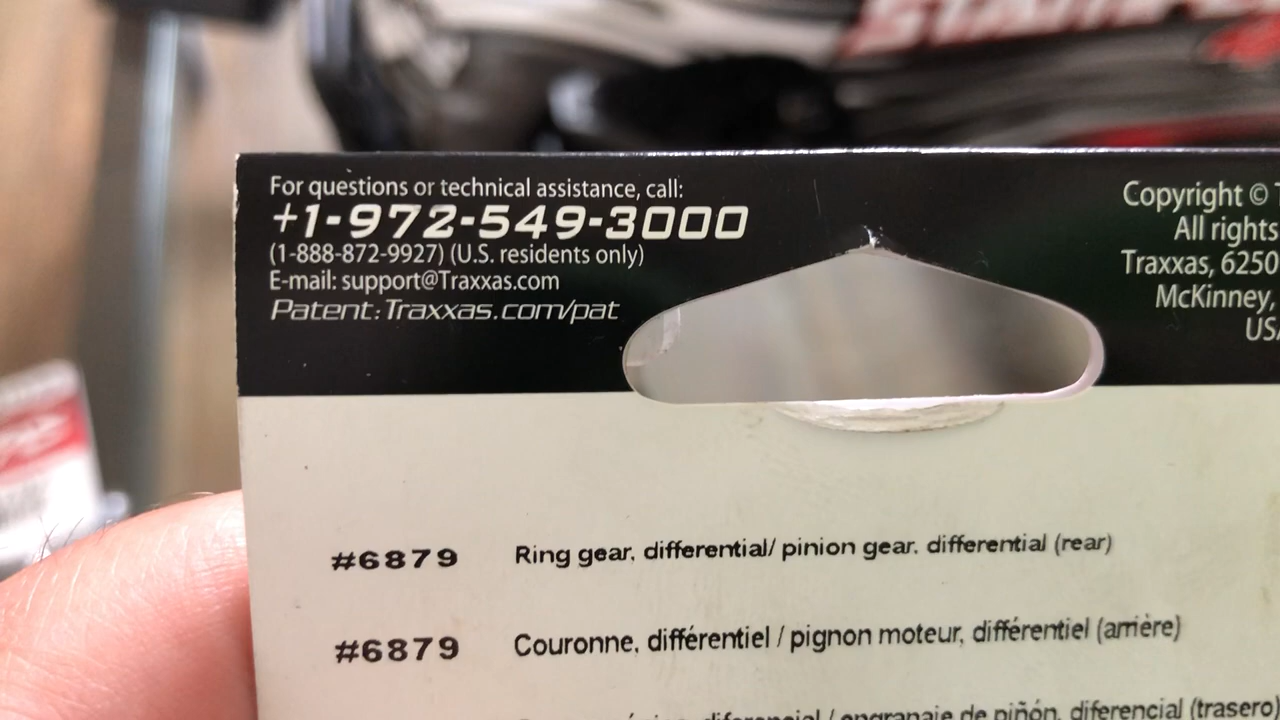 For questions or technical assistance, call:
+1-972-549-3000
(1-888-872-9927) (U.S. residents only)
E-mail: support@Traxxas.com
Patent: Traxxas.com/pat
Copyright ©
All rights
Traxxas, 6250
McKinney,
#6879 Ring gear, differential/ pinion gear. differential (rear)
#6879 Couronne, différentiel / pignon moteur, différentiel (arrière)
diferencial / engranaje de piñón, diferencial (trasero)